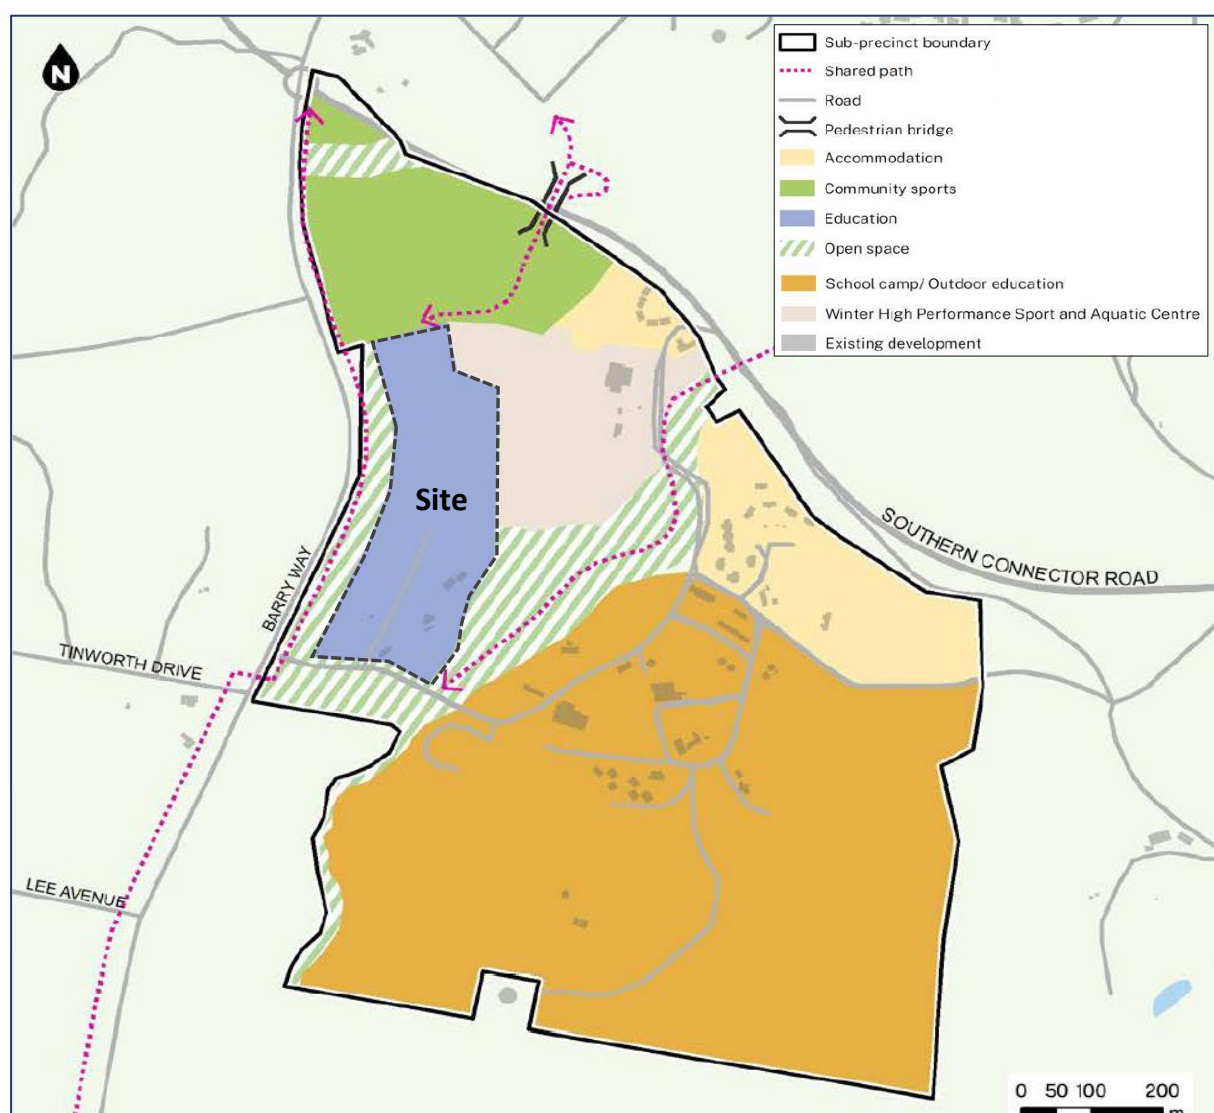 N
Sub-precinct boundary
Shared path
Road
Pedestrian bridge
Accommodation
Community sports
Education
Open space
School camp/ Outdoor education
Winter High Performance Sport and Aquatic Centre
Existing development
Site
SOUTHERN CONNECTOR ROAD
BARRY WAY
TINWORTH DRIVE
LEE AVENUE
0 50 100 200
m